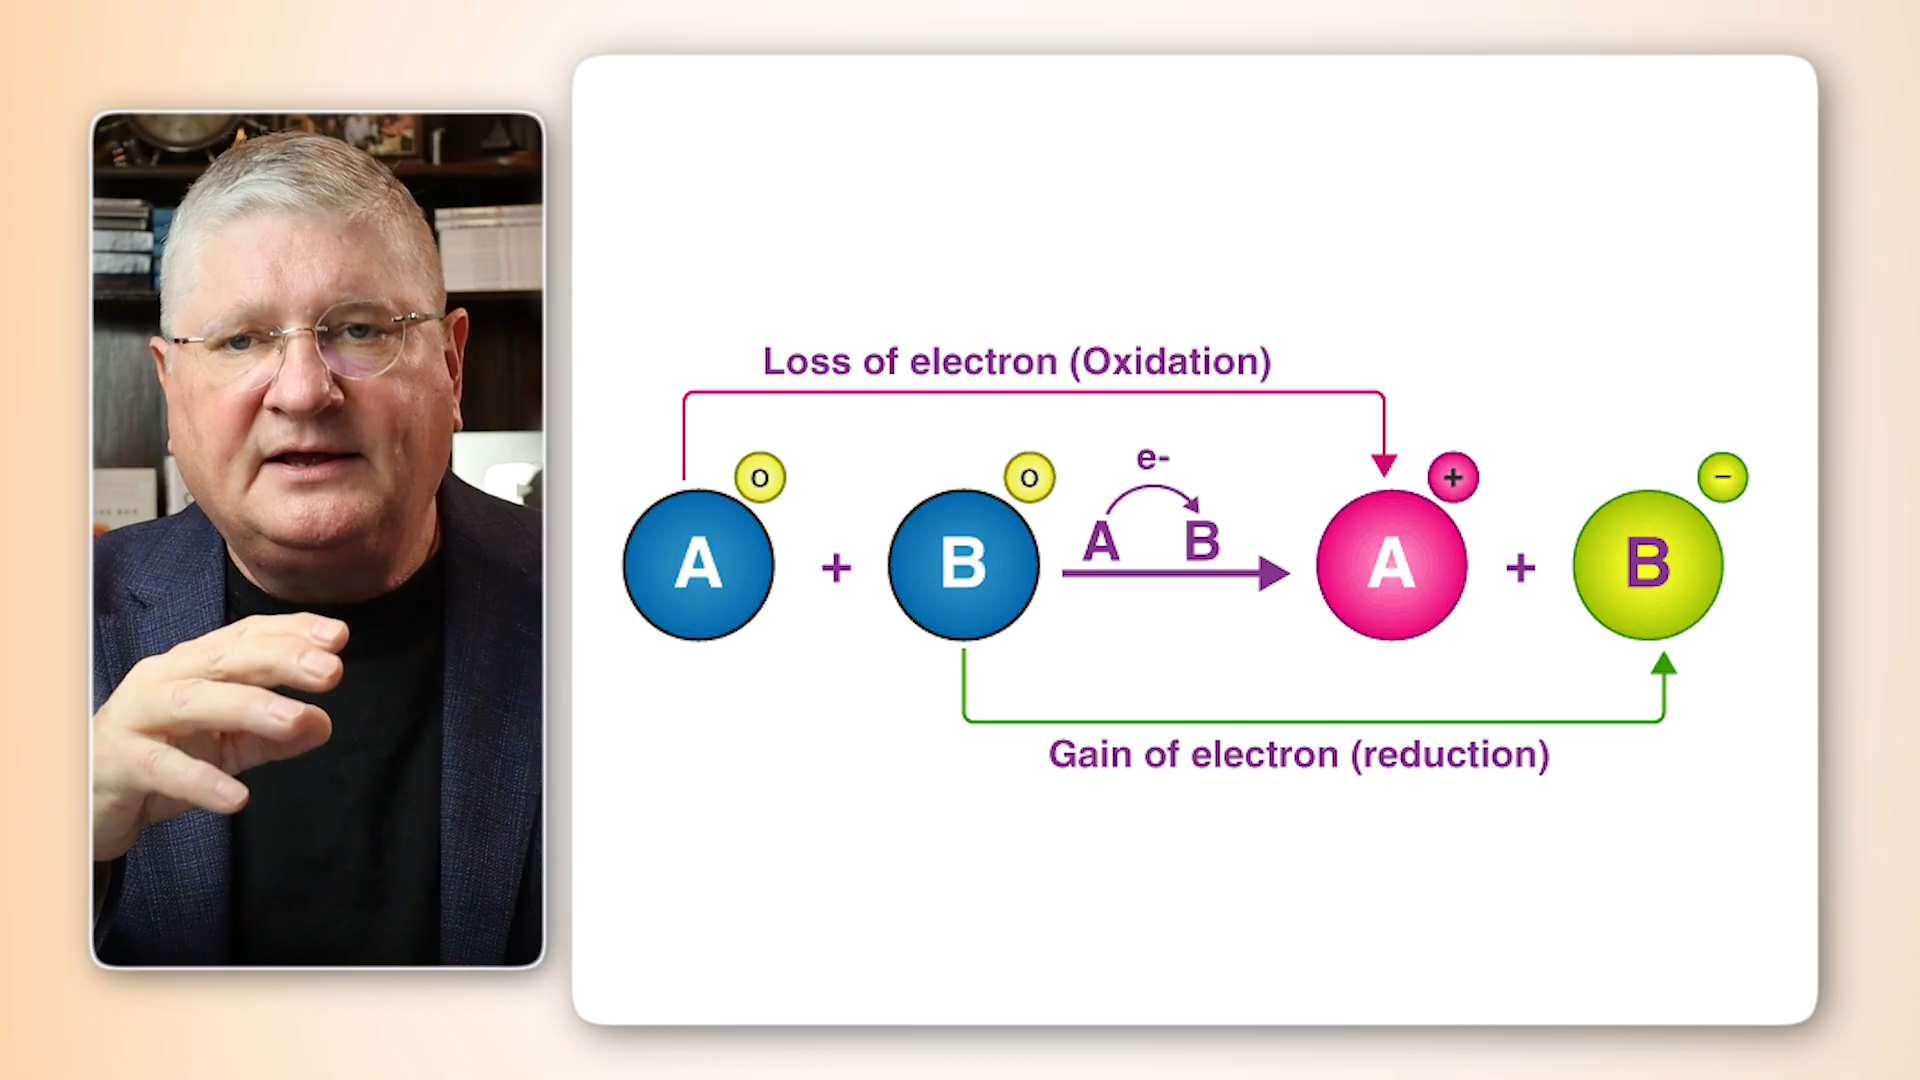 Loss of electron (Oxidation)
e-
o
o
+
−
A + B A B A + B
Gain of electron (reduction)